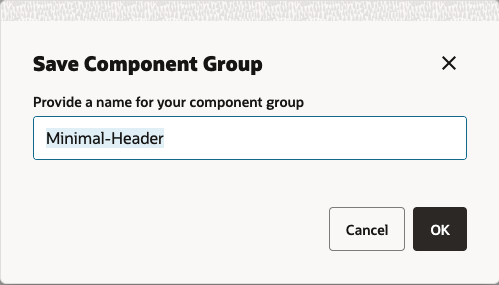 Save Component Group
Provide a name for your component group
Minimal-Header
Cancel OK